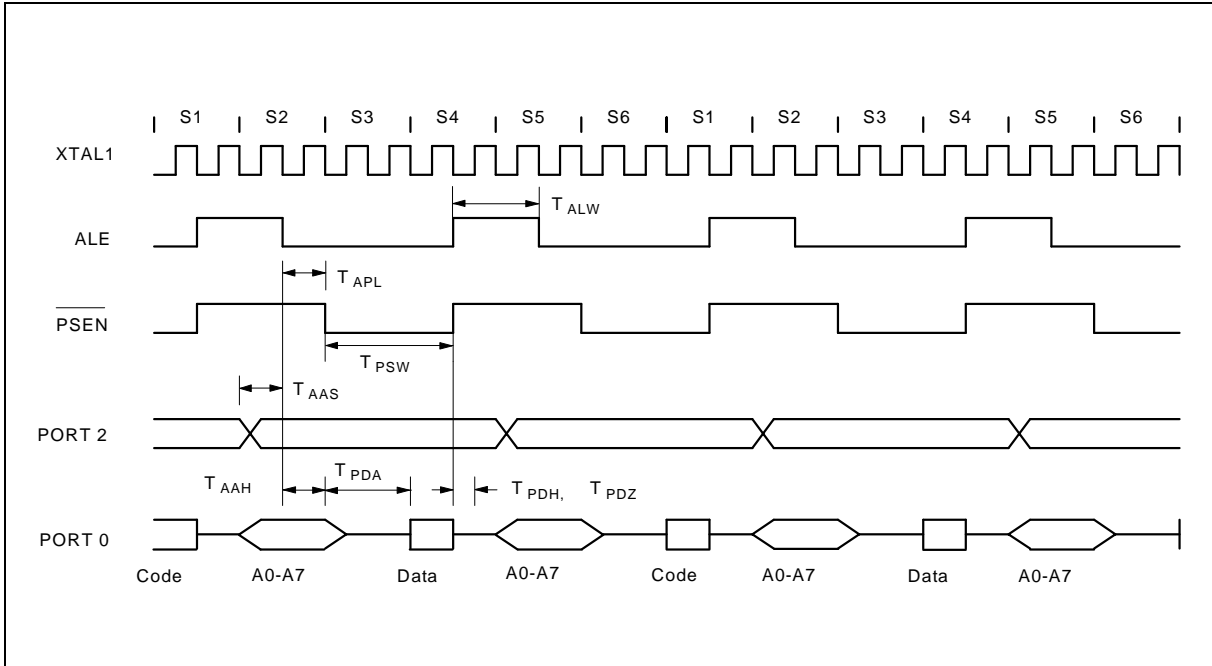 S1 S2 S3 S4 S5 S6 S1 S2 S3 S4 S5 S6
XTAL1
T ALW
ALE
T APL
PSEN
T PSW
T AAS
PORT 2
T AAH T PDA T PDH, T PDZ
PORT 0
Code A0-A7 Data A0-A7 Code A0-A7 Data A0-A7